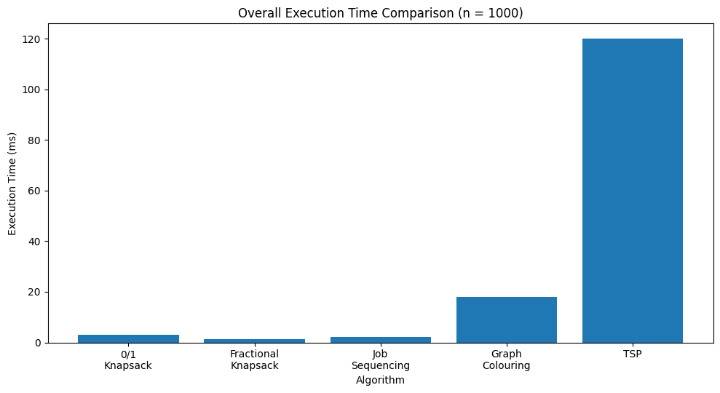 Overall Execution Time Comparison (n = 1000)
Execution Time (ms)
120
100
80
60
40
20
0
0/1
Knapsack
Fractional
Knapsack
Job
Sequencing
Graph
Colouring
TSP
Algorithm